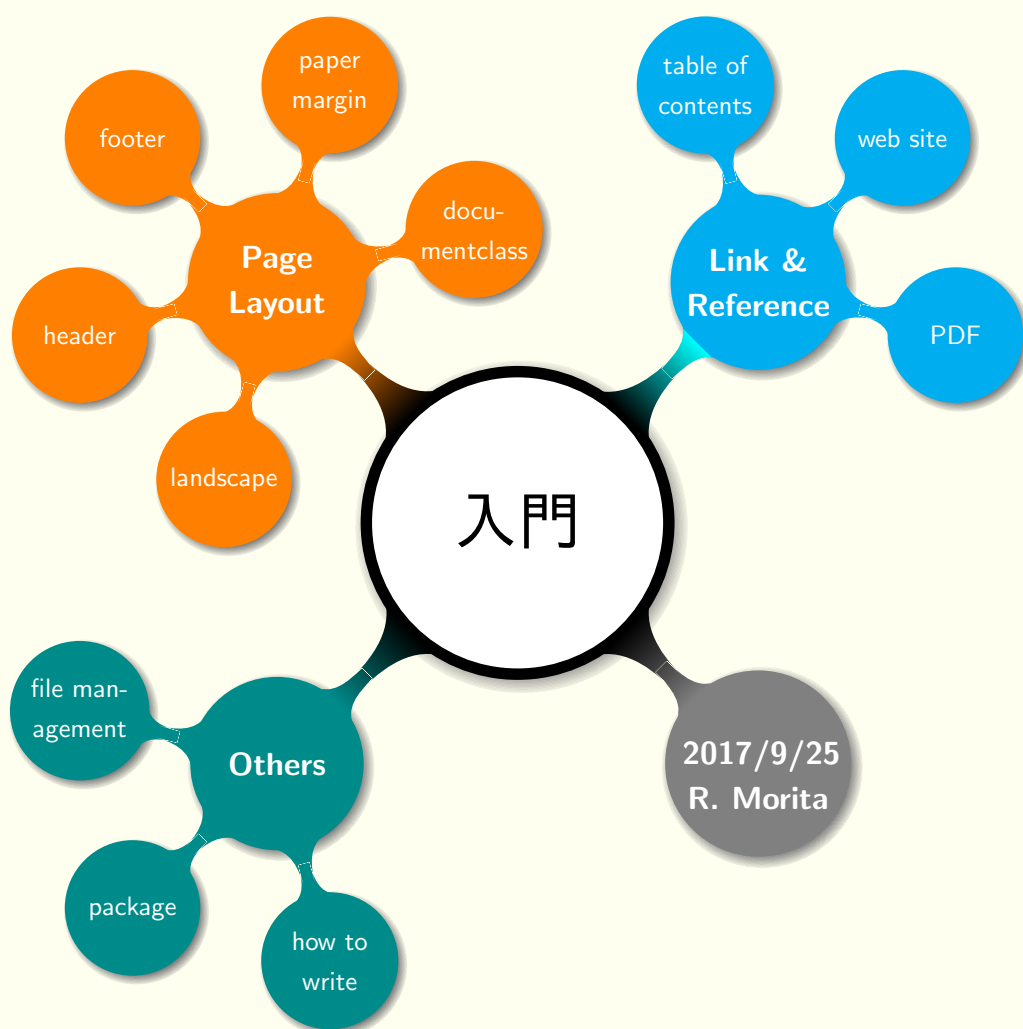 paper
margin
footer
docu-
mentclass
Page
Layout
header
landscape
table of
contents
web site
Link &
Reference
PDF
入門
file man-
agement
Others
package
how to
write
2017/9/25
R. Morita